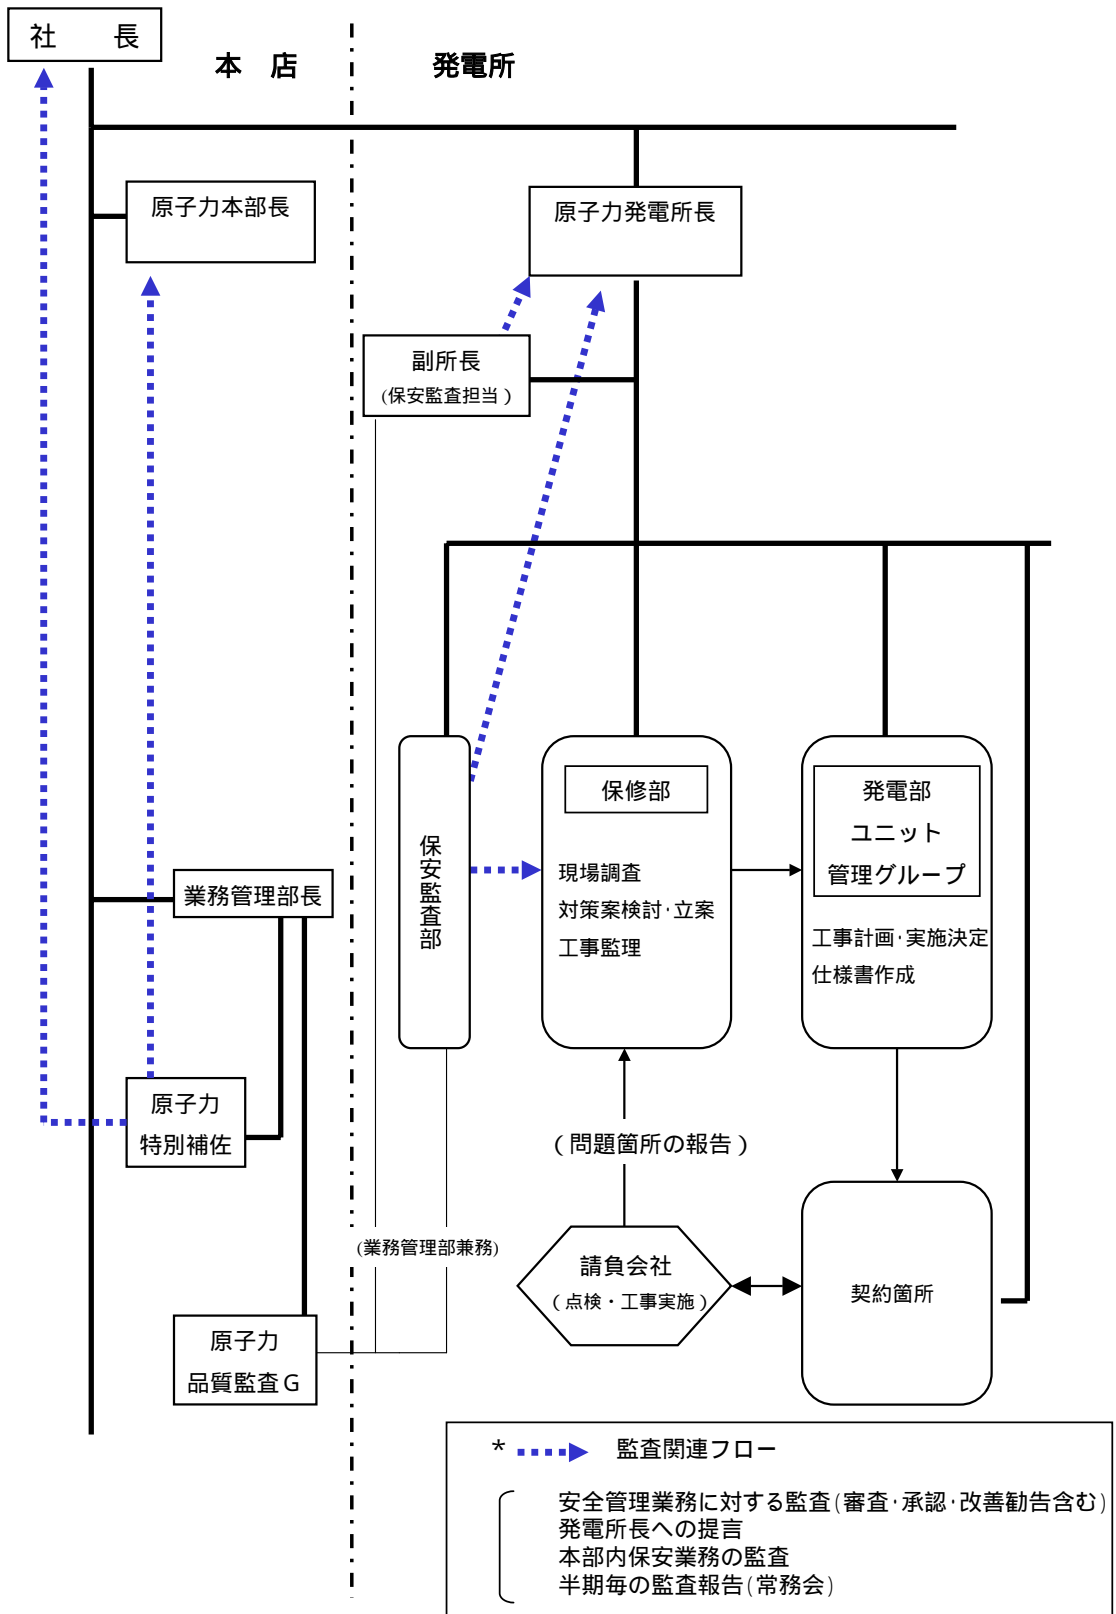 社　　長
本　店
発電所
原子力本部長
原子力発電所長
副所長
(保安監査担当)
保安監査部
保修部
現場調査
対策案検討･立案
工事監理
発電部
ユニット
管理グループ
工事計画･実施決定
仕様書作成
業務管理部長
原子力
特別補佐
(問題箇所の報告)
(業務管理部兼務)
請負会社
(点検・工事実施)
契約箇所
原子力
品質監査G
* 監査関連フロー
安全管理業務に対する監査(審査･承認･改善勧告含む)
発電所長への提言
本部内保安業務の監査
半期毎の監査報告(常務会)